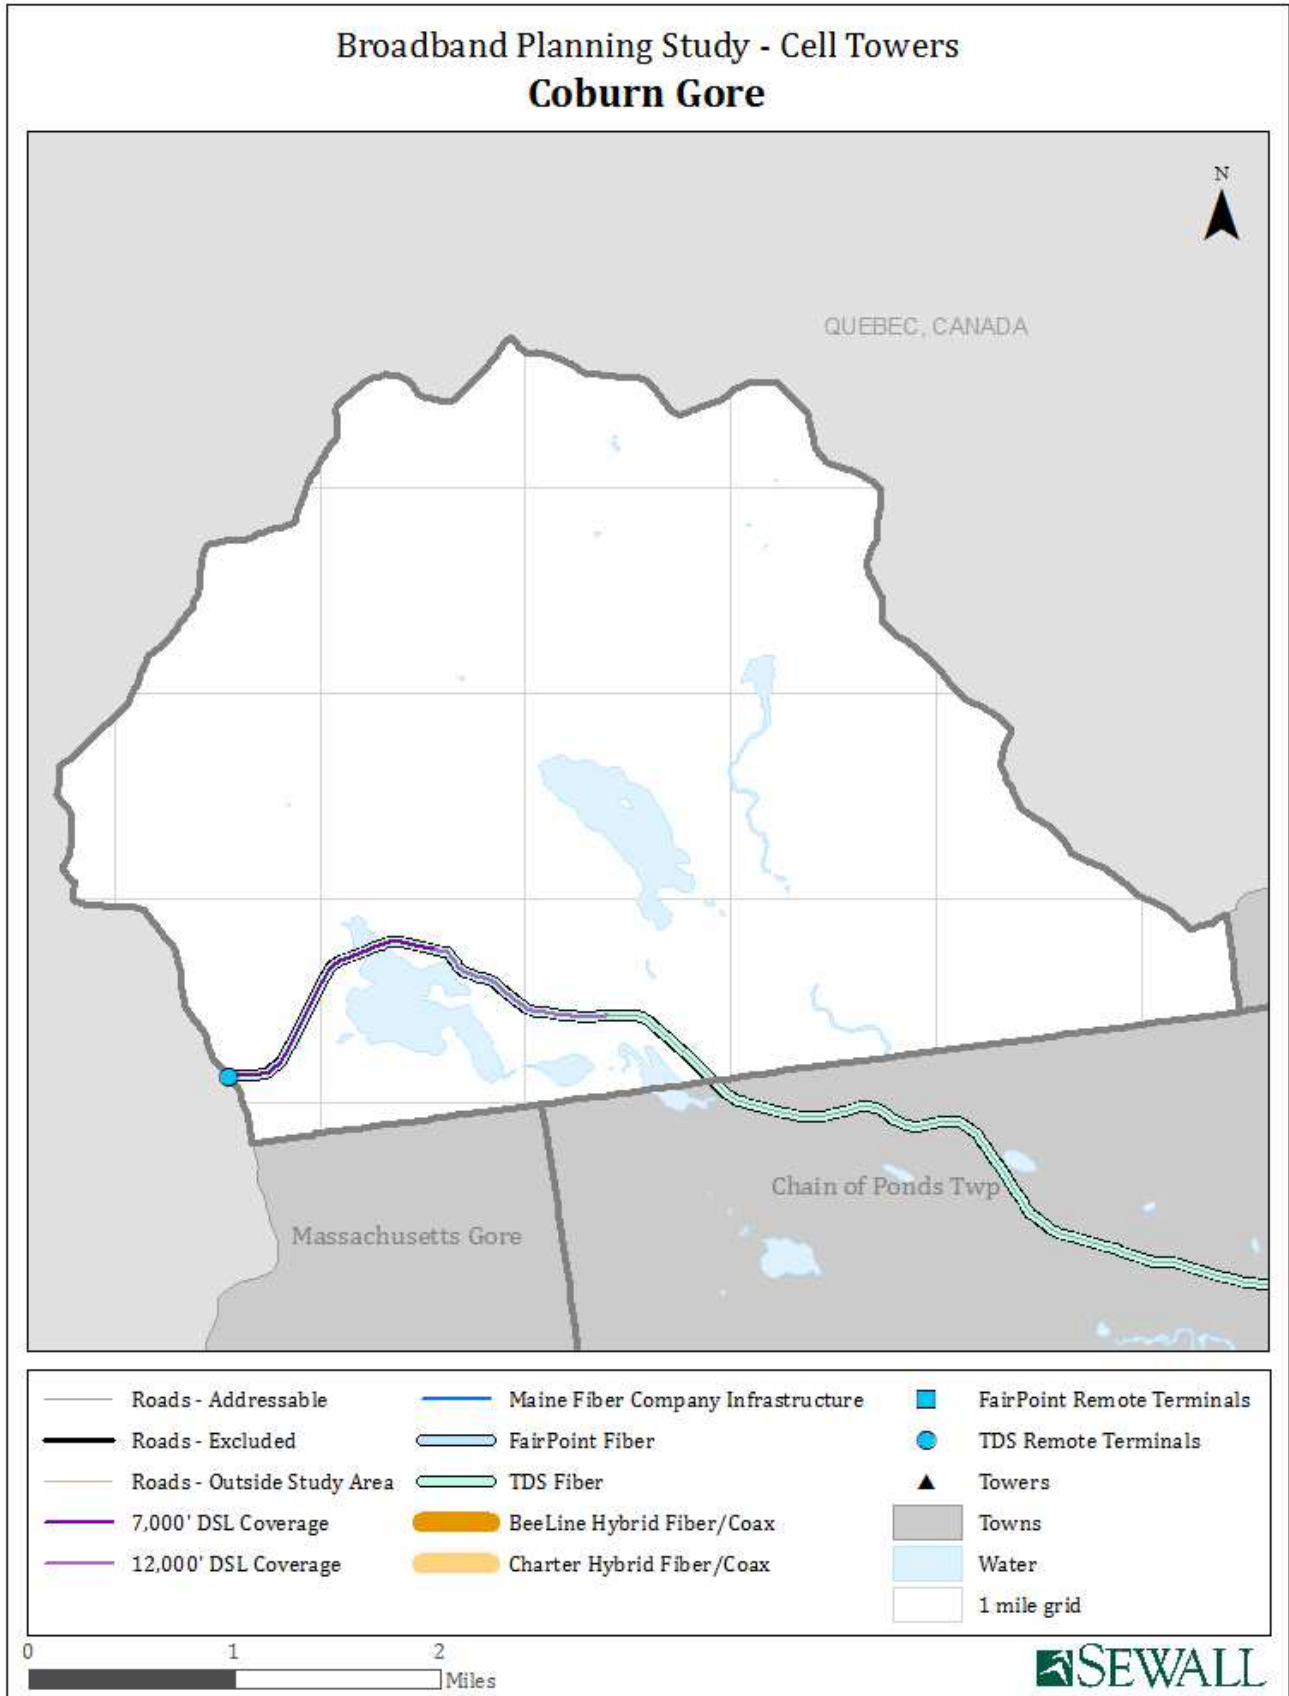 Broadband Planning Study - Cell Towers
Coburn Gore
N
QUEBEC, CANADA
Chain of Ponds Twp
Massachusetts Gore
Roads - Addressable
Roads - Excluded
Roads - Outside Study Area
7,000' DSL Coverage
12,000' DSL Coverage
Maine Fiber Company Infrastructure
FairPoint Fiber
TDS Fiber
BeeLine Hybrid Fiber/Coax
Charter Hybrid Fiber/Coax
FairPoint Remote Terminals
TDS Remote Terminals
Towers
Towns
Water
1 mile grid
0 1 2
Miles
SEWALL